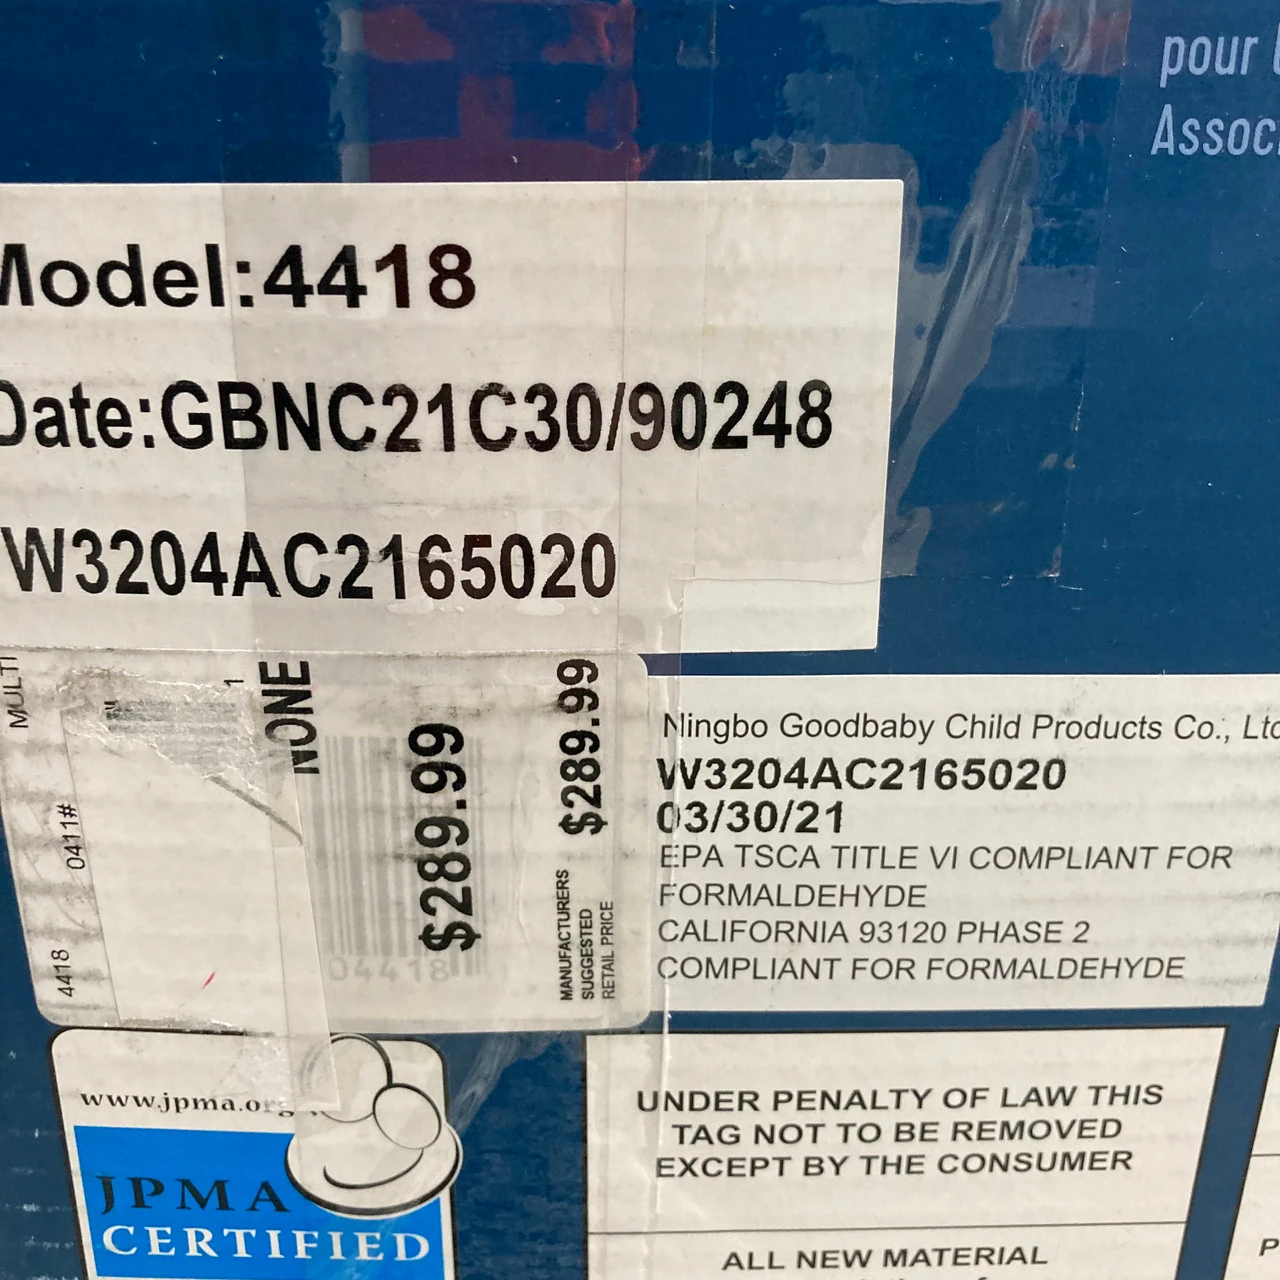 pour
Assoc
Model:4418
Date:GBNC21C30/90248
W3204AC2165020
MULTI
1
NONE
0411#
4418
$289.99
04418
$289.99
MANUFACTURERS
SUGGESTED
RETAIL PRICE
Ningbo Goodbaby Child Products Co., Ltd
W3204AC2165020
03/30/21
EPA TSCA TITLE VI COMPLIANT FOR
FORMALDEHYDE
CALIFORNIA 93120 PHASE 2
COMPLIANT FOR FORMALDEHYDE
www.jpma.org
JPMA
CERTIFIED
UNDER PENALTY OF LAW THIS
TAG NOT TO BE REMOVED
EXCEPT BY THE CONSUMER
ALL NEW MATERIAL
P